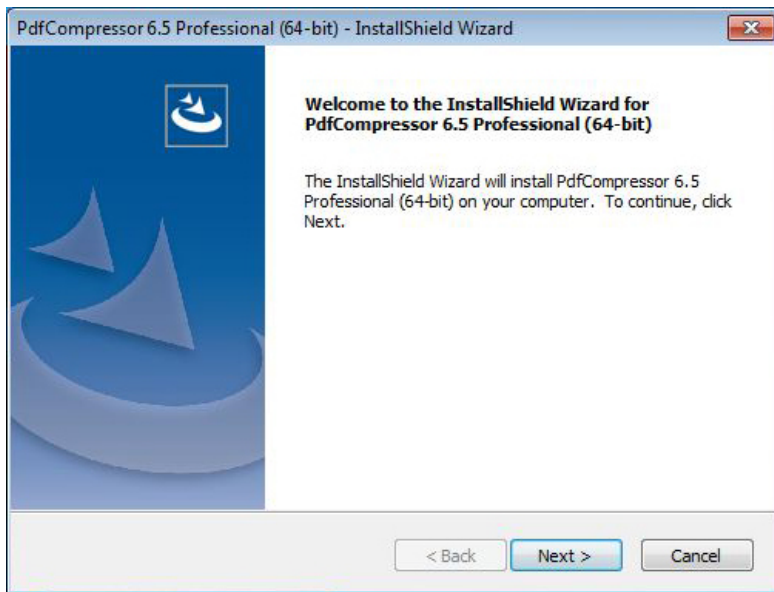 PdfCompressor 6.5 Professional (64-bit) - InstallShield Wizard
Welcome to the InstallShield Wizard for
PdfCompressor 6.5 Professional (64-bit)
The InstallShield Wizard will install PdfCompressor 6.5
Professional (64-bit) on your computer. To continue, click
Next.
< Back Next > Cancel